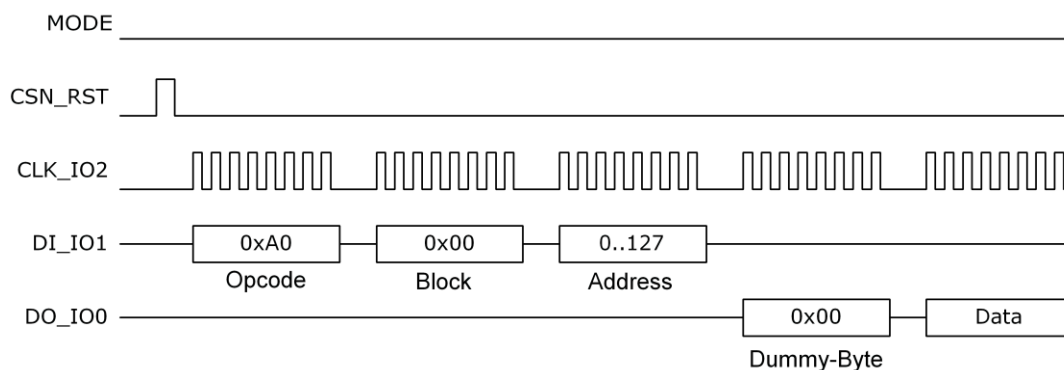 MODE
CSN_RST
CLK_IO2
DI_IO1 0xA0 0x00 0..127
Opcode Block Address
DO_IO0 0x00 Data
Dummy-Byte